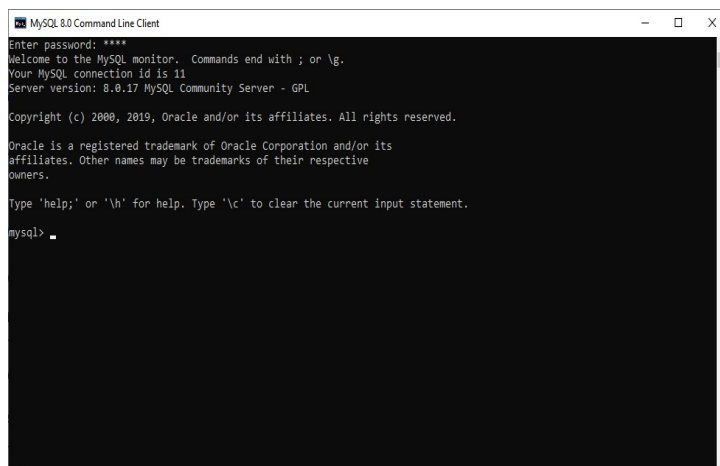 MySQL 8.0 Command Line Client
Enter password: ****
Welcome to the MySQL monitor.  Commands end with ; or \g.
Your MySQL connection id is 11
Server version: 8.0.17 MySQL Community Server - GPL
Copyright (c) 2000, 2019, Oracle and/or its affiliates. All rights reserved.
Oracle is a registered trademark of Oracle Corporation and/or its
affiliates. Other names may be trademarks of their respective
owners.
Type 'help;' or '\h' for help. Type '\c' to clear the current input statement.
mysql>